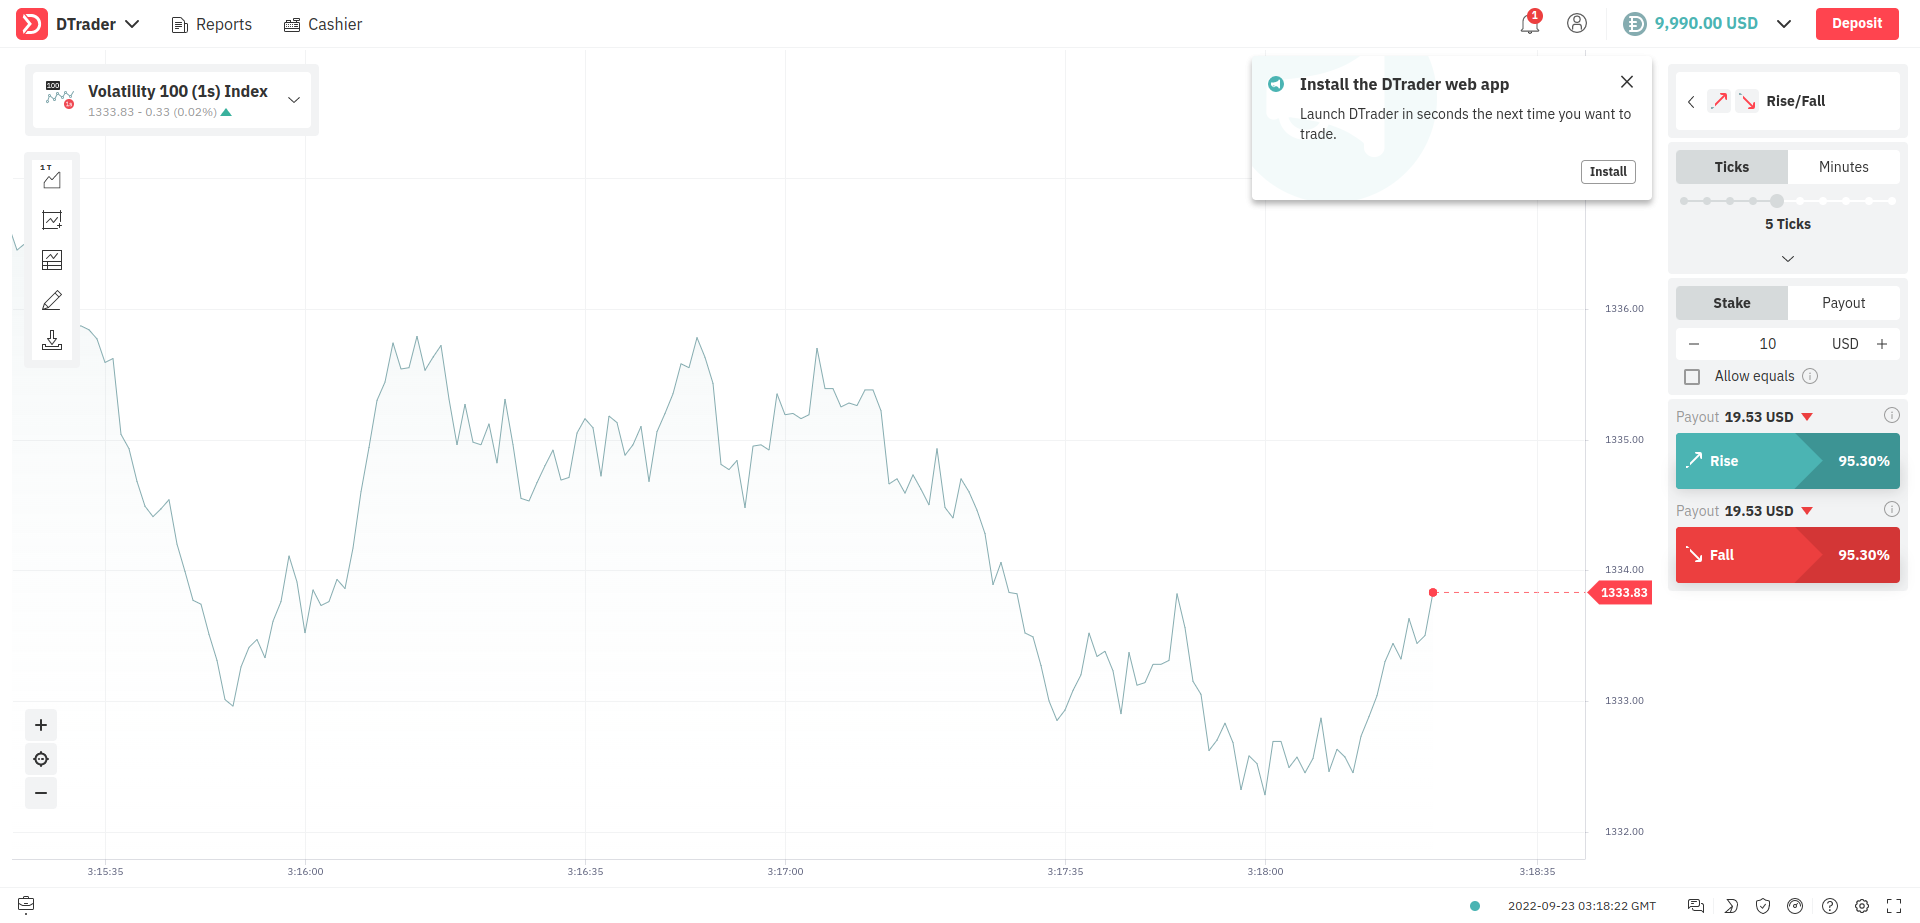 DTrader
Reports
Cashier
1
9,990.00 USD
Deposit
100
1s
Volatility 100 (1s) Index
1333.83 - 0.33 (0.02%)
Install the DTrader web app
Launch DTrader in seconds the next time you want to
trade.
Install
Rise/Fall
1T
Ticks
Minutes
5 Ticks
Stake
Payout
10
USD
Allow equals
Payout 19.53 USD
Rise
95.30%
Payout 19.53 USD
Fall
95.30%
1336.00
1335.00
1334.00
1333.83
1333.00
1332.00
3:15:35
3:16:00
3:16:35
3:17:00
3:17:35
3:18:00
3:18:35
2022-09-23 03:18:22 GMT